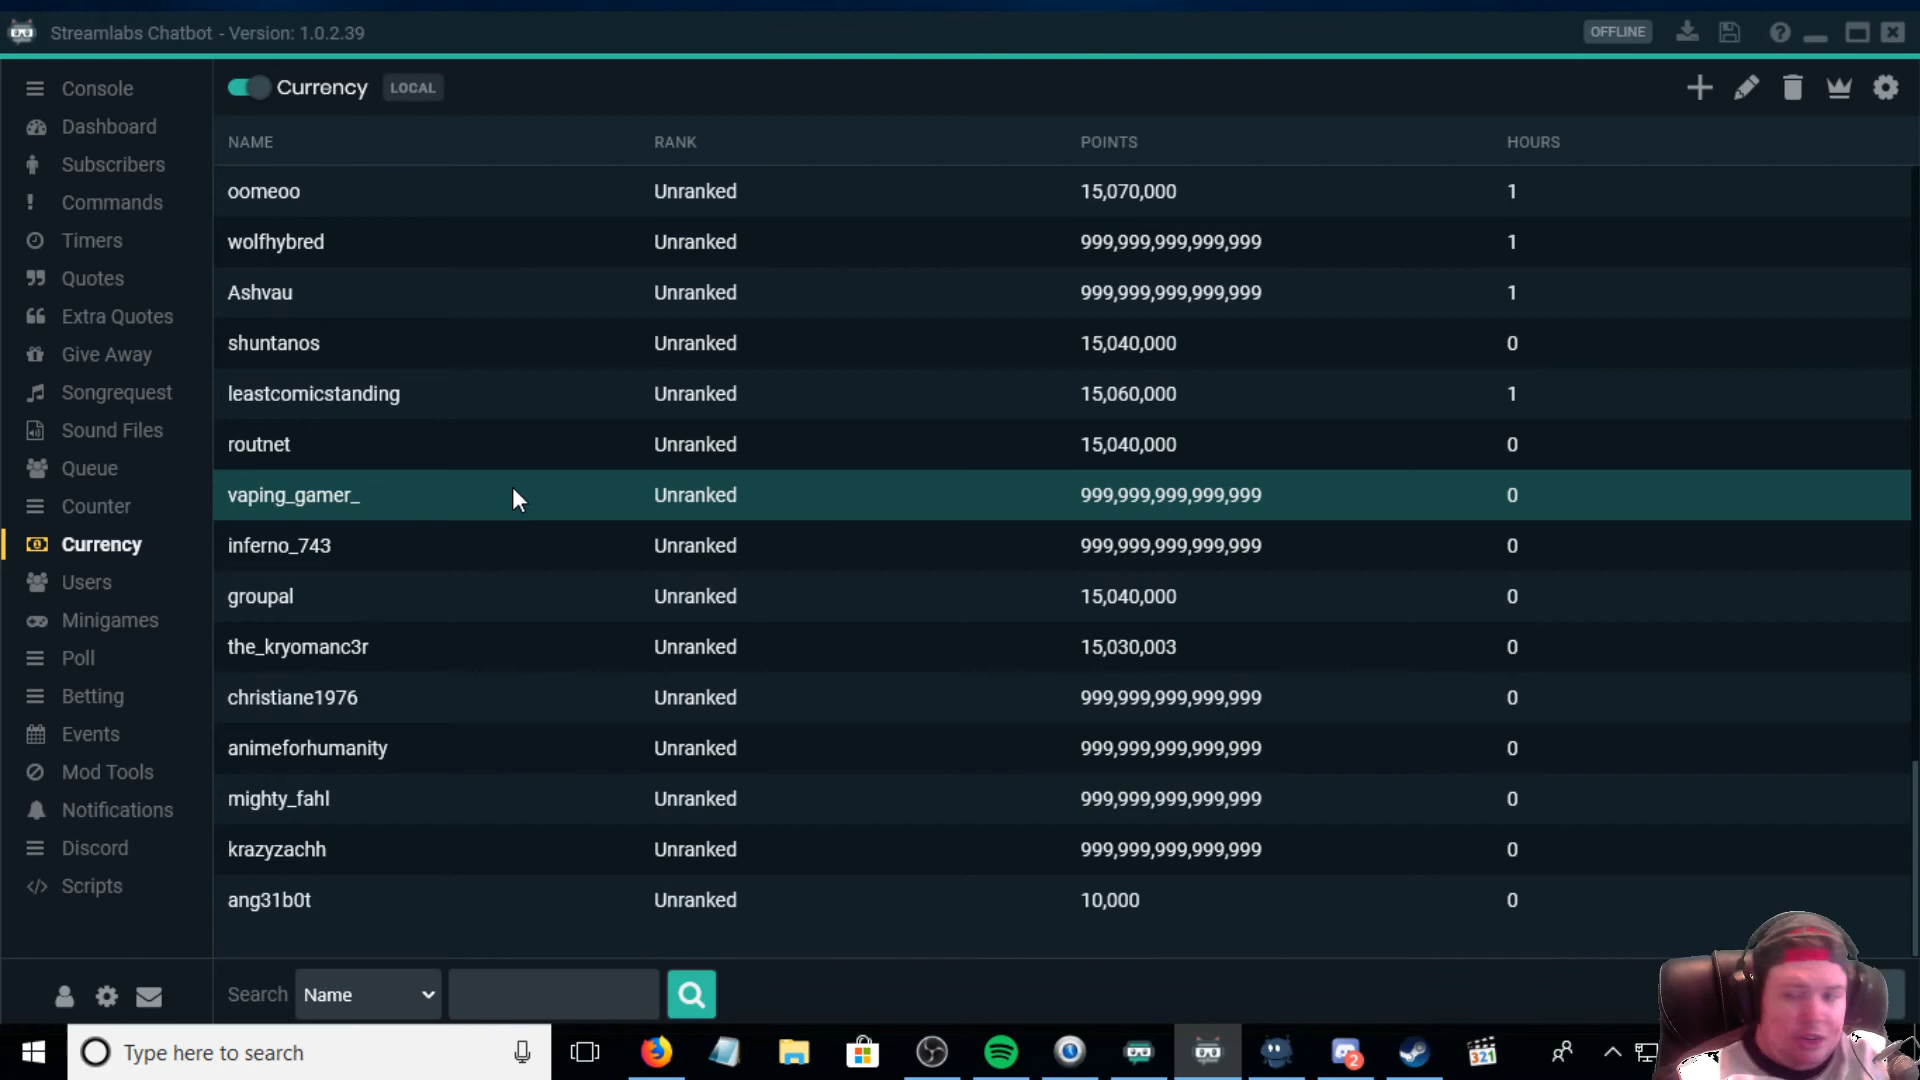 Streamlabs Chatbot - Version: 1.0.2.39
OFFLINE
Console
Dashboard
Subscribers
Commands
Timers
Quotes
Extra Quotes
Give Away
Songrequest
Sound Files
Queue
Counter
Currency
Users
Minigames
Poll
Betting
Events
Mod Tools
Notifications
Discord
Scripts
Currency LOCAL
NAME RANK POINTS HOURS
oomeoo Unranked 15,070,000 1
wolfhybred Unranked 999,999,999,999,999 1
Ashvau Unranked 999,999,999,999,999 1
shuntanos Unranked 15,040,000 0
leastcomicstanding Unranked 15,060,000 1
routnet Unranked 15,040,000 0
vaping_gamer_ Unranked 999,999,999,999,999 0
inferno_743 Unranked 999,999,999,999,999 0
groupal Unranked 15,040,000 0
the_kryomanc3r Unranked 15,030,003 0
christiane1976 Unranked 999,999,999,999,999 0
animeforhumanity Unranked 999,999,999,999,999 0
mighty_fahl Unranked 999,999,999,999,999 0
krazyzachh Unranked 999,999,999,999,999 0
ang31b0t Unranked 10,000 0
Search Name
Type here to search
2
321